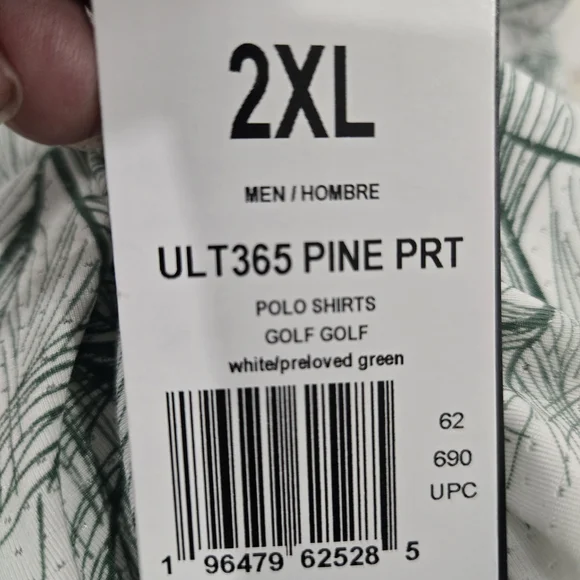 2XL
MEN / HOMBRE
ULT365 PINE PRT
POLO SHIRTS
GOLF GOLF
white/preloved green
62
690
UPC
1 96479 62528 5